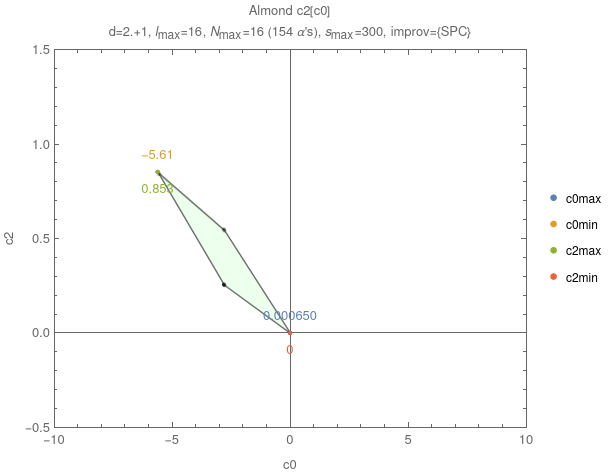 Almond c2[c0]
d=2.+1, lmax=16, Nmax=16 (154 α's), smax=300, improv={SPC}
1.5
1.0
−5.61
0.853
0.5
c2
0.000650
0.0
0
−0.5
−10
−5
0
5
10
c0
c0max
c0min
c2max
c2min